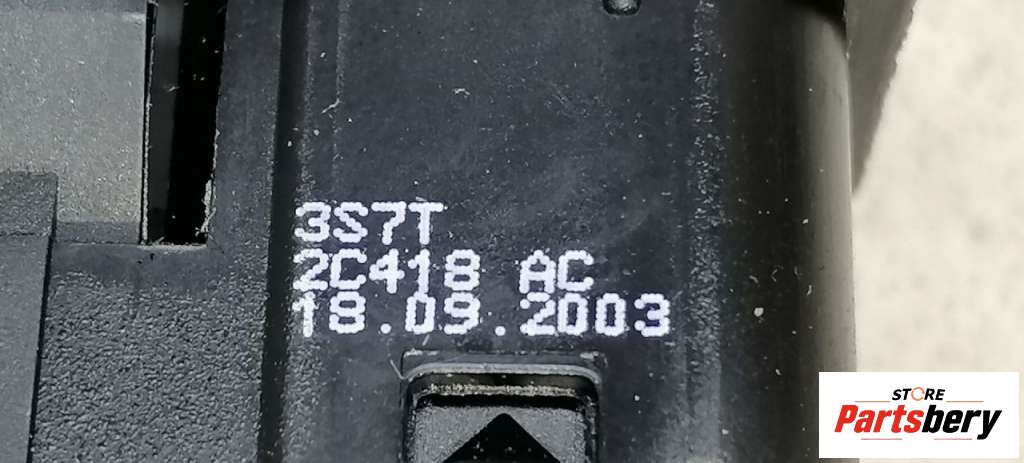 3S7T
2C418 AC
18.09.2003
STORE
Partsbery